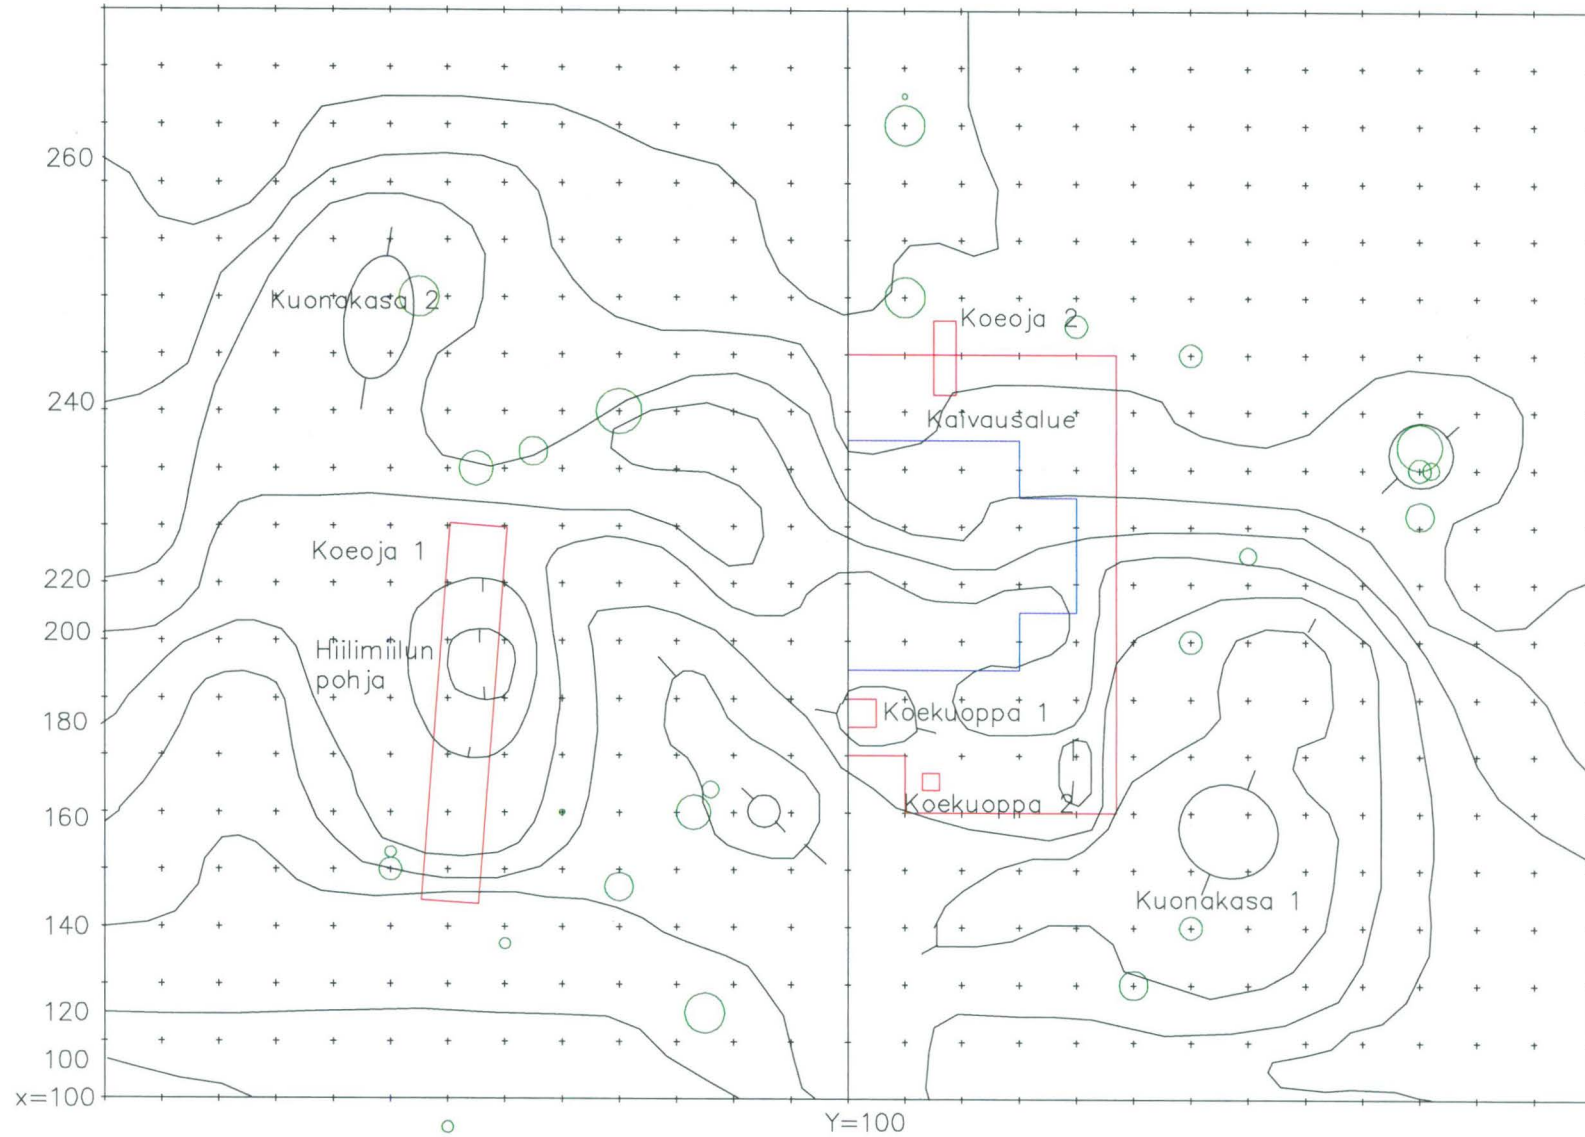 260
Kuonakasa 2
Koeoja 2
240
Kaivausalue
Koeoja 1
220
200
Hiilimiilun
pohja
180
Koekuoppa 1
160
Koekuoppa 2
Kuonakasa 1
140
120
100
x=100
Y=100